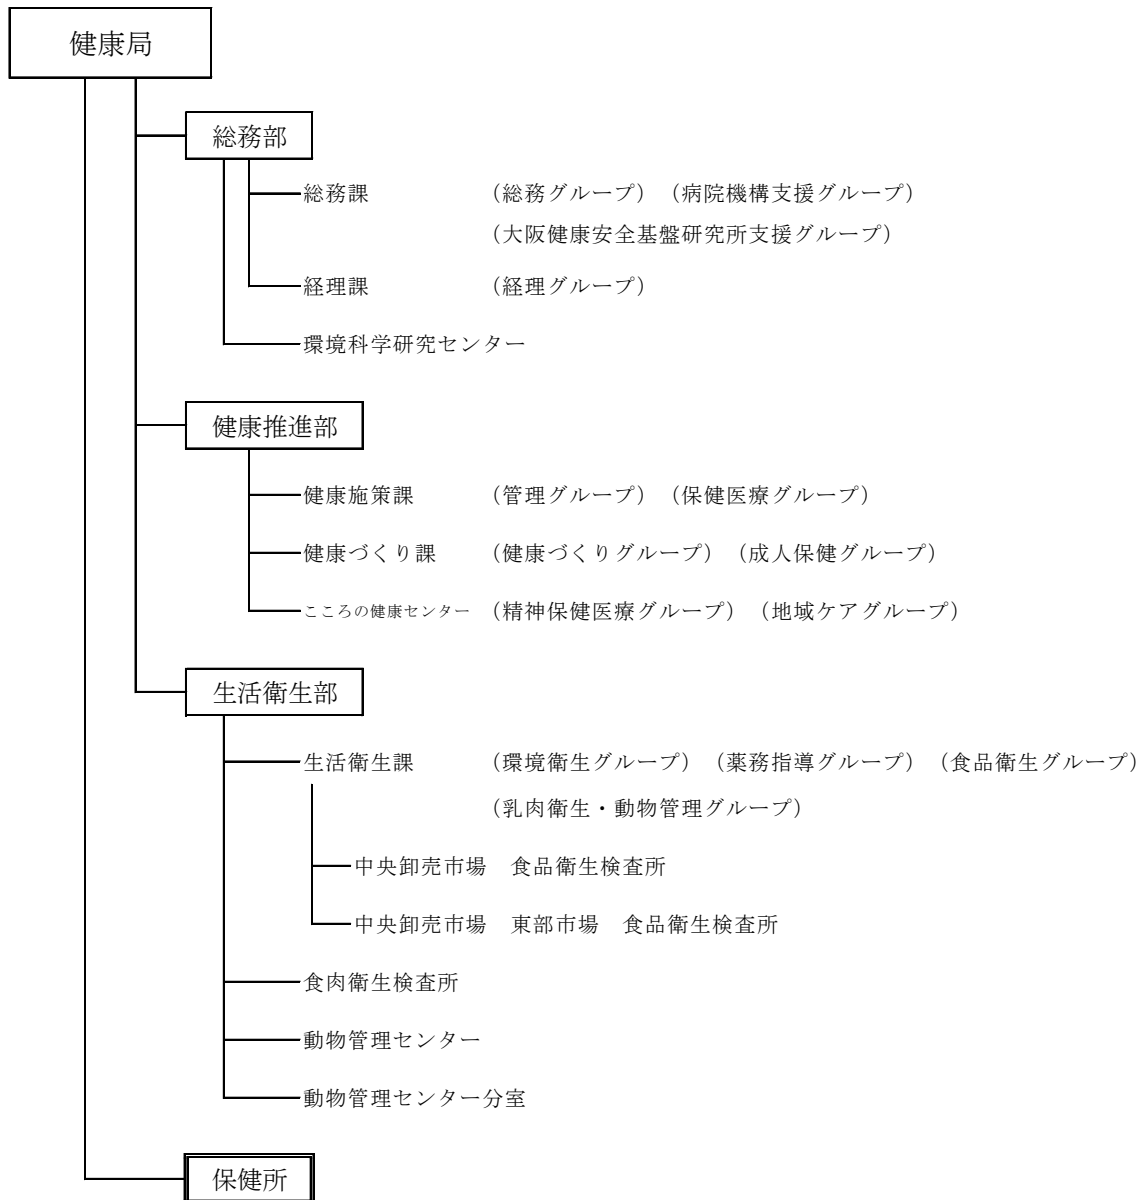 健康局
総務部
総務課 （総務グループ）（病院機構支援グループ）
（大阪健康安全基盤研究所支援グループ）
経理課 （経理グループ）
環境科学研究センター
健康推進部
健康施策課 （管理グループ）（保健医療グループ）
健康づくり課 （健康づくりグループ）（成人保健グループ）
こころの健康センター （精神保健医療グループ）（地域ケアグループ）
生活衛生部
生活衛生課 （環境衛生グループ）（薬務指導グループ）（食品衛生グループ）
（乳肉衛生・動物管理グループ）
中央卸売市場　食品衛生検査所
中央卸売市場　東部市場　食品衛生検査所
食肉衛生検査所
動物管理センター
動物管理センター分室
保健所